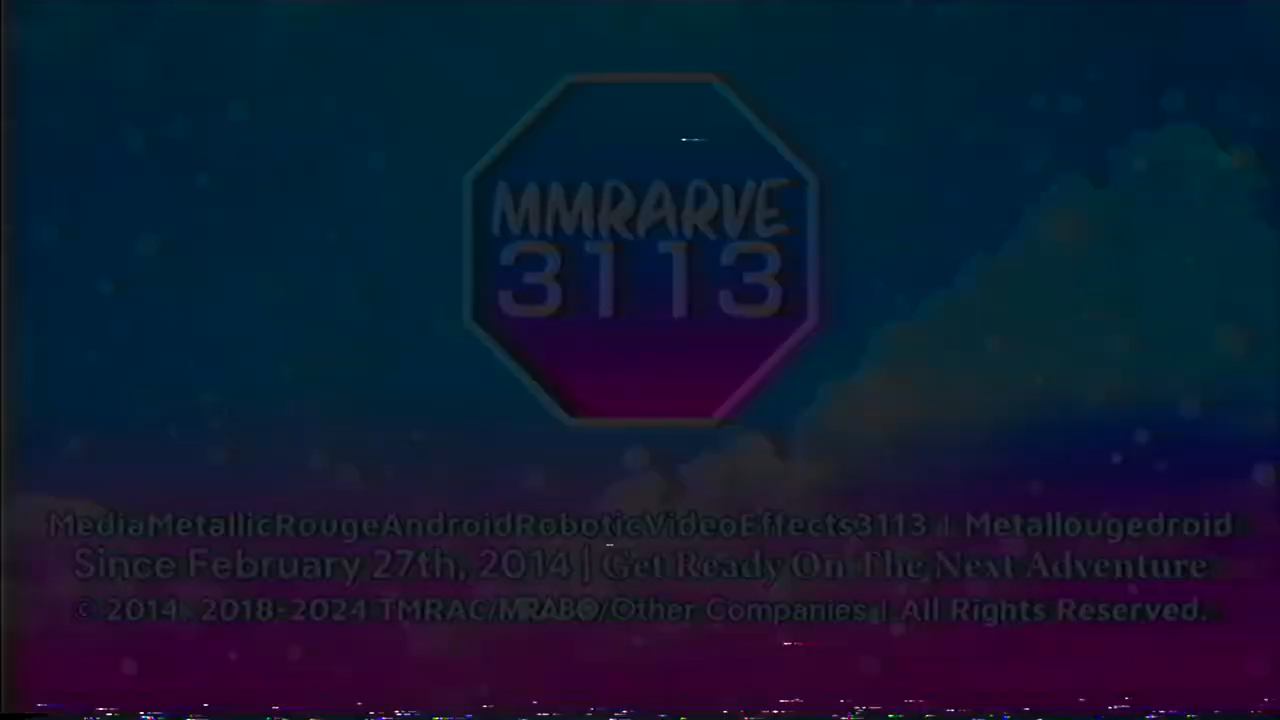 MMRARVE
3113
MediaMetallicRougeAndroidRoboticVideoEffects3113 | Metallougedroid
Since February 27th, 2014 | Get Ready On The Next Adventure
© 2014, 2018-2024 TMRAC/MRABO/Other Companies | All Rights Reserved.